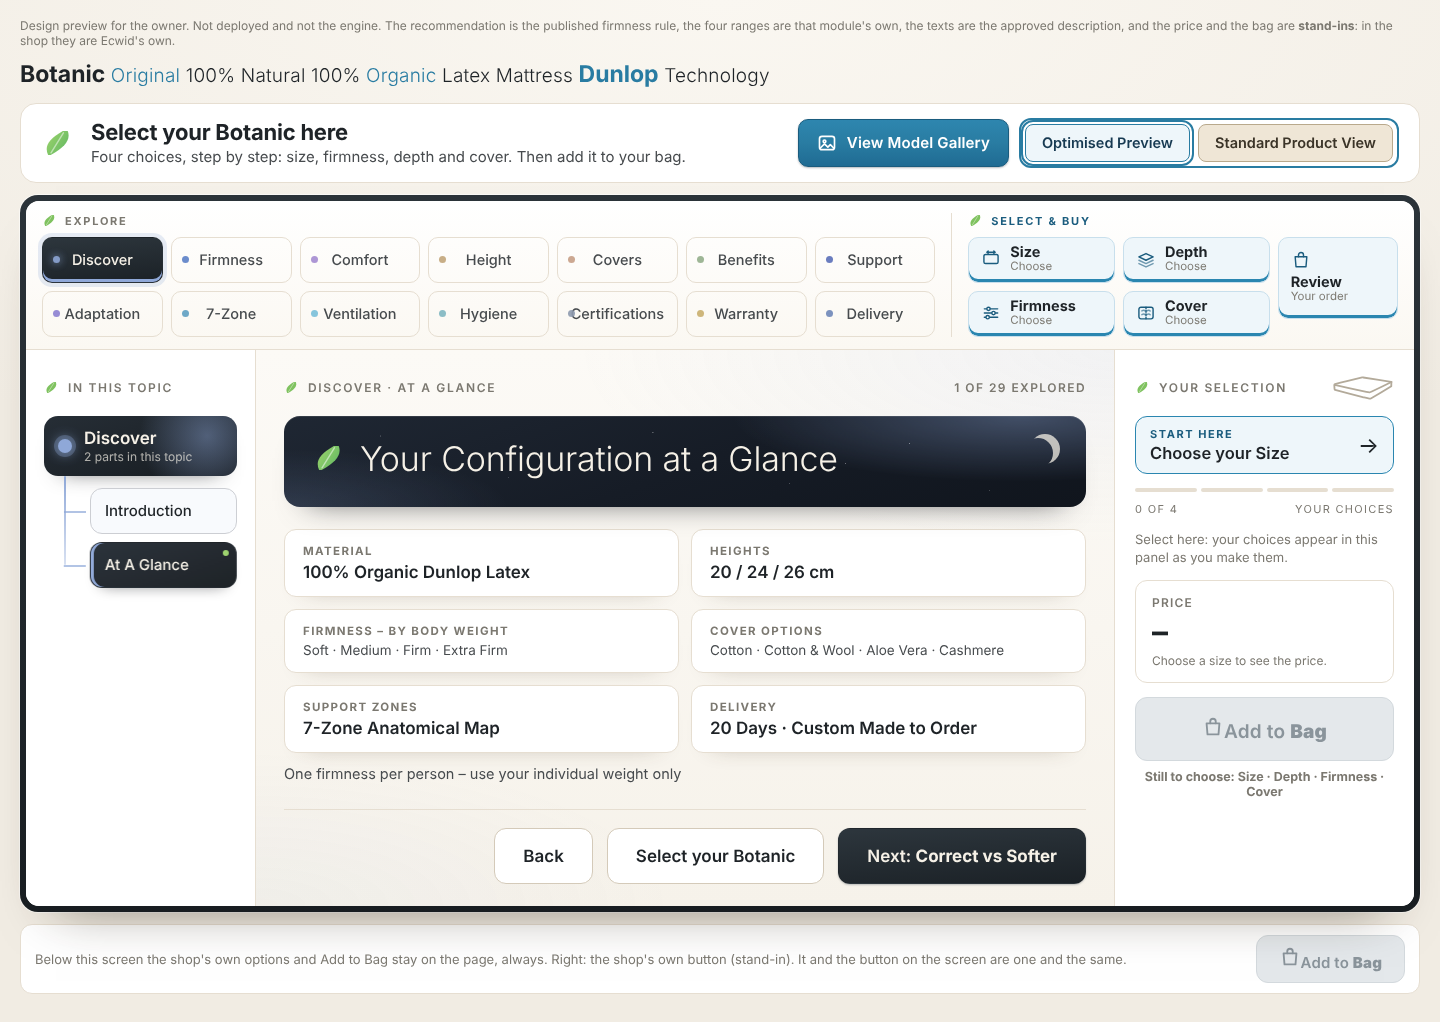 Design preview for the owner. Not deployed and not the engine. The recommendation is the published firmness rule, the four ranges are that module's own, the texts are the approved description, and the price and the bag are stand-ins: in the
shop they are Ecwid's own.
Botanic Original 100% Natural 100% Organic Latex Mattress Dunlop Technology
Select your Botanic here
Four choices, step by step: size, firmness, depth and cover. Then add it to your bag.
View Model Gallery
Optimised Preview
Standard Product View
EXPLORE
Discover
Firmness
Comfort
Height
Covers
Benefits
Support
Adaptation
7-Zone
Ventilation
Hygiene
Certifications
Warranty
Delivery
SELECT & BUY
Size
Choose
Depth
Choose
Firmness
Choose
Cover
Choose
Review
Your order
IN THIS TOPIC
Discover
2 parts in this topic
Introduction
At A Glance
DISCOVER · AT A GLANCE
1 OF 29 EXPLORED
Your Configuration at a Glance
MATERIAL
100% Organic Dunlop Latex
HEIGHTS
20 / 24 / 26 cm
FIRMNESS – BY BODY WEIGHT
Soft · Medium · Firm · Extra Firm
COVER OPTIONS
Cotton · Cotton & Wool · Aloe Vera · Cashmere
SUPPORT ZONES
7-Zone Anatomical Map
DELIVERY
20 Days · Custom Made to Order
One firmness per person – use your individual weight only
Back
Select your Botanic
Next: Correct vs Softer
YOUR SELECTION
START HERE
Choose your Size
0 OF 4
YOUR CHOICES
Select here: your choices appear in this
panel as you make them.
PRICE
–
Choose a size to see the price.
Add to Bag
Still to choose: Size · Depth · Firmness ·
Cover
Below this screen the shop's own options and Add to Bag stay on the page, always. Right: the shop's own button (stand-in). It and the button on the screen are one and the same.
Add to Bag